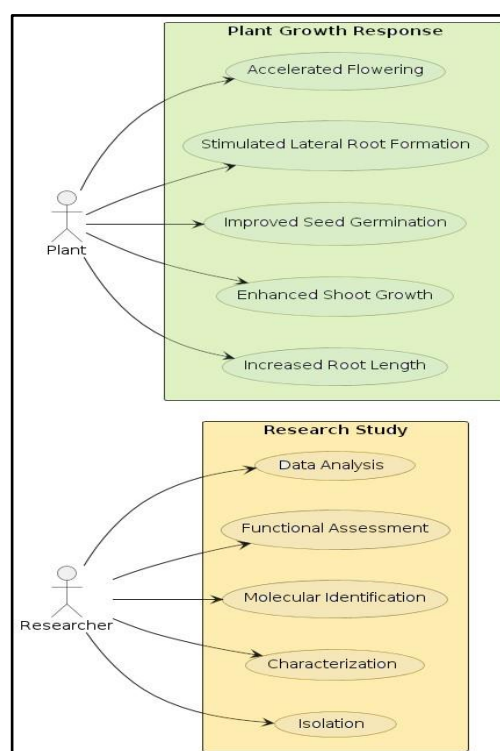 Plant Growth Response
Accelerated Flowering
Stimulated Lateral Root Formation
Improved Seed Germination
Plant
Enhanced Shoot Growth
Increased Root Length
Research Study
Data Analysis
Functional Assessment
Molecular Identification
Researcher
Characterization
Isolation